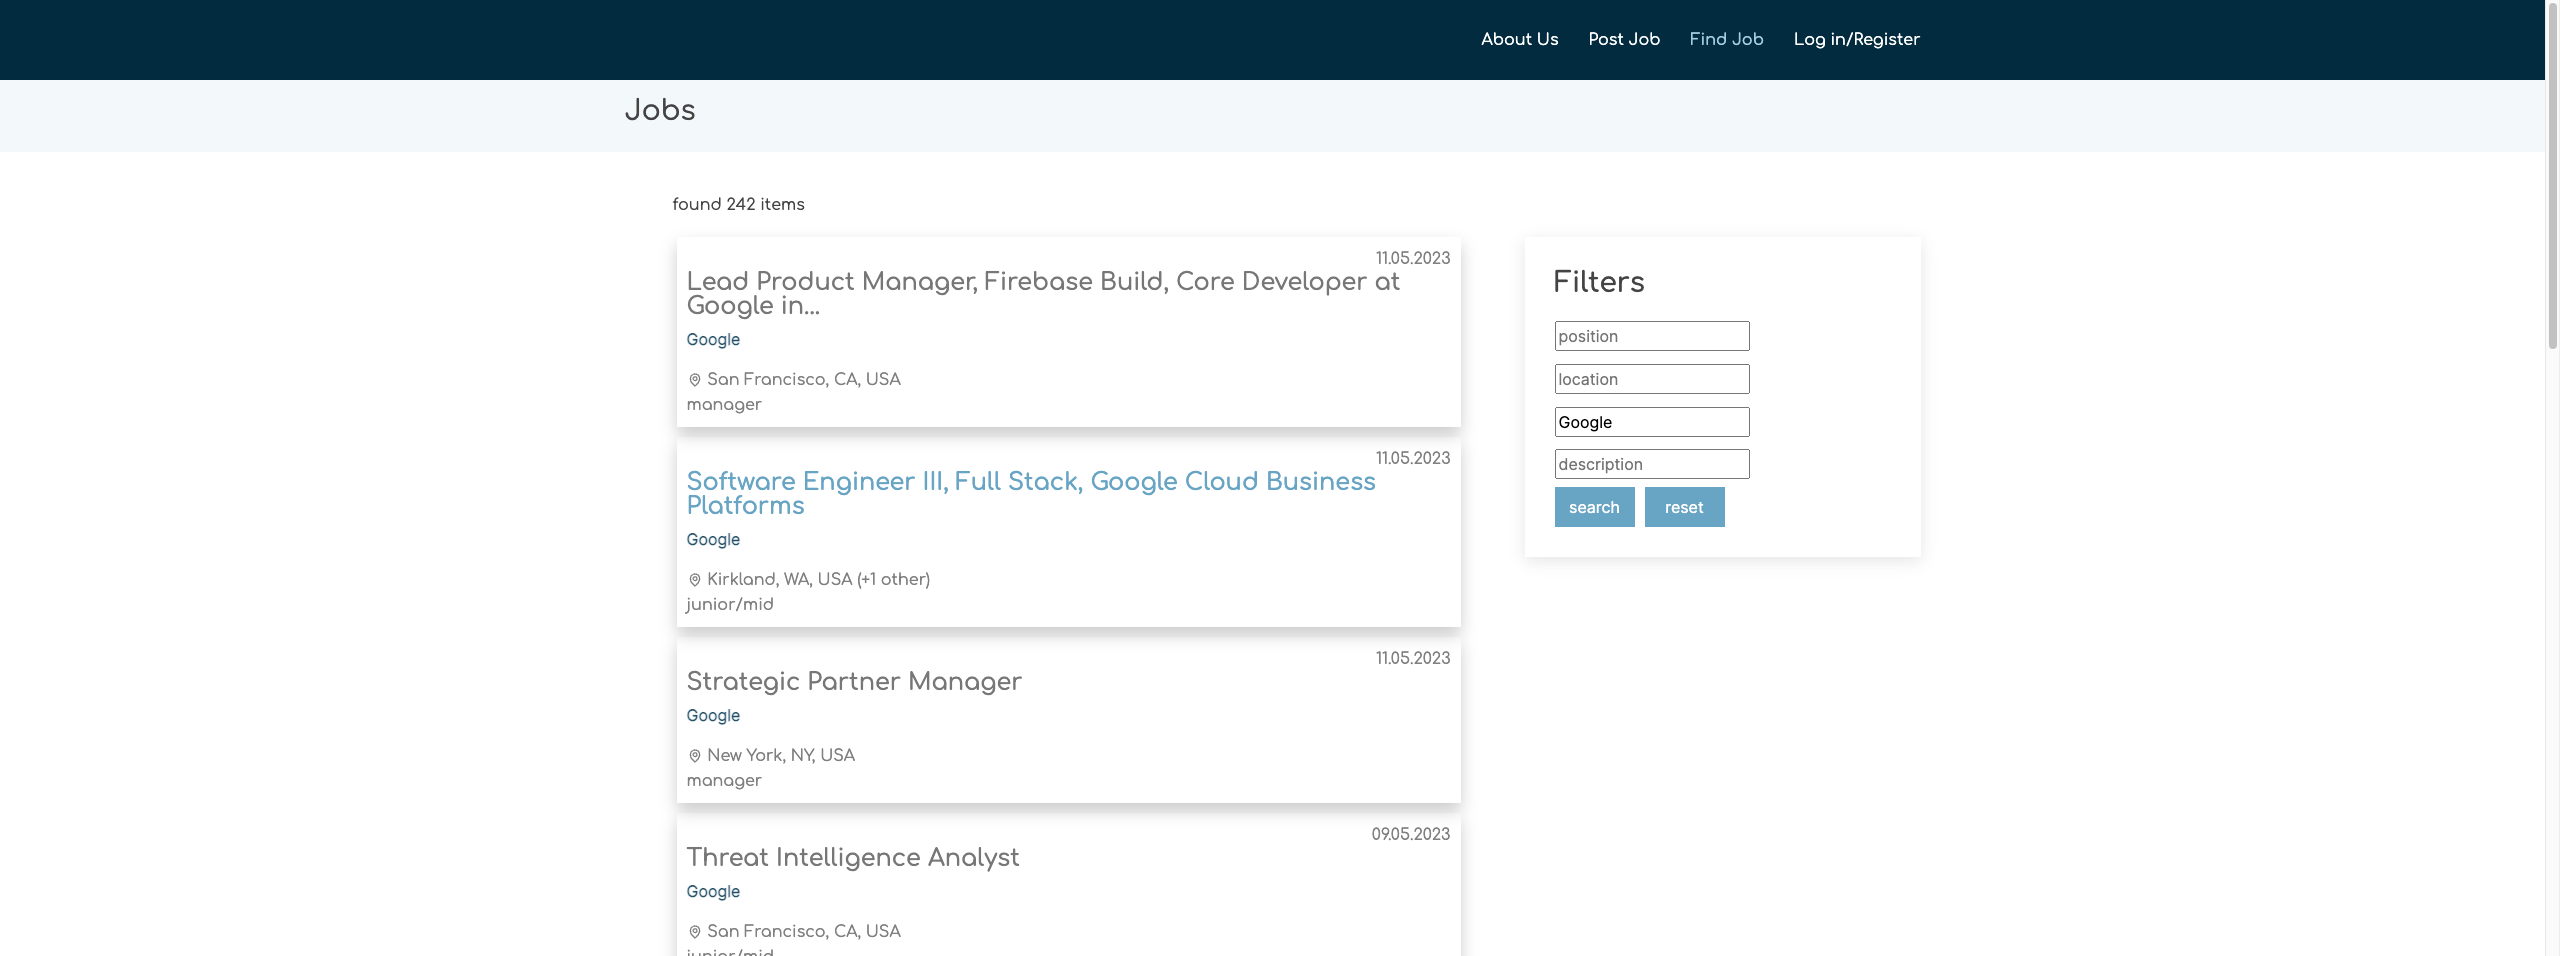 About Us Post Job Find Job Log in/Register
Jobs
found 242 items
11.05.2023
Lead Product Manager, Firebase Build, Core Developer at
Google in...
Google
San Francisco, CA, USA
manager
11.05.2023
Software Engineer III, Full Stack, Google Cloud Business
Platforms
Google
Kirkland, WA, USA (+1 other)
junior/mid
11.05.2023
Strategic Partner Manager
Google
New York, NY, USA
manager
09.05.2023
Threat Intelligence Analyst
Google
San Francisco, CA, USA
junior/mid
Filters
position
location
Google
description
search reset